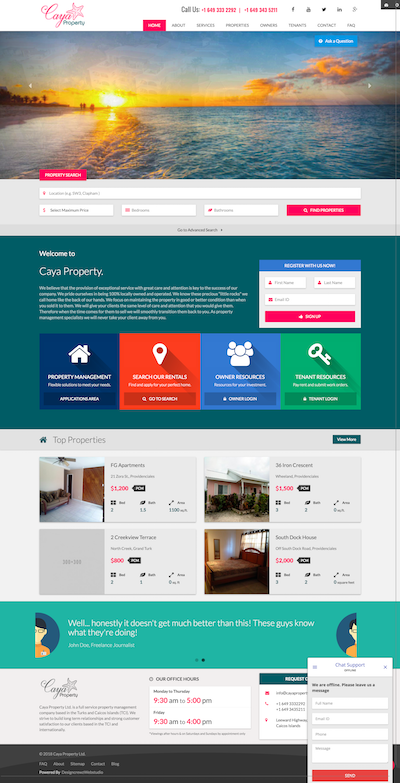 Caya
Property
Call Us: +1 649 333 2292 | +1 649 343 5311
HOME ABOUT SERVICES PROPERTIES OWNERS TENANTS CONTACT FAQ
Ask a Question
PROPERTY SEARCH
Location (e.g. SW3, Clapham )
Select Maximum Price Bedrooms Bathrooms FIND PROPERTIES
Go to Advanced Search
Welcome to
Caya Property.
We believe that the provision of exceptional service with great care and attention is key to the success of our
company. We pride ourselves in being 100% locally owned and operated. We know these precious "little rocks" we
call home like the back of our hands. We focus on maintaining the property in good or better condition than when
you sold it to them. We will give your clients the same level of care and attention that you would give them.
Therefore when the time comes for them to sell we will smoothly transition them back to you. As property
management specialists we will never take your client away from you.
REGISTER WITH US NOW!
First Name Last Name
Email ID
SIGN UP
PROPERTY MANAGEMENT
Flexible solutions to meet your needs.
APPLICATIONS AREA
SEARCH OUR RENTALS
Find and apply for your perfect home.
GO TO SEARCH
OWNER RESOURCES
Resources for your investment.
OWNER LOGIN
TENANT RESOURCES
Pay rent and submit work orders.
TENANT LOGIN
Top Properties
View More
FG Apartments
$1,200 PCM
Bed Bath Area
2 1.5 1100 sq.ft.
36 Iron Crescent
Wheeland, Providenciales
$1,500 PCM
Bed Bath Area
2 2 0 sq.ft.
2 Creekview Terrace
North Creek, Grand Turk
$800 PCM
Bed Bath Area
2 1 0 sq.ft.
South Dock House
Off South Dock Road, Providenciales
$2,000 PCM
Bed Bath Area
3 2 0 square feet
Well... honestly it doesn't get much better than this! These guys know
what they're doing!
John Doe, Freelance Journalist
Caya
Property
Caya Property Ltd. is a full service property management
company based in the Turks and Caicos Islands (TCI). We
strive to build long term relationships and strong customer
satisfaction to our clients based in the TCI and
internationally.
OUR OFFICE HOURS
Monday to Thursday
9:30 am to 5:00 pm
Friday
9:30 am to 4:00 pm
*Viewings after hours or on Saturdays and Sundays by appointment only
REQUEST
info@cayaproperty
+1 649 3332292
+1 649 3435311
Leeward Highway
Caicos Islands
Chat Support
OFFLINE
We are offline. Please leave us a
message
Full Name
Email ID
Phone
Message
SEND
© 2018 Caya Property Ltd.
FAQ About Sitemap Contact Blog
Powered By: DesignsnextWebstudio